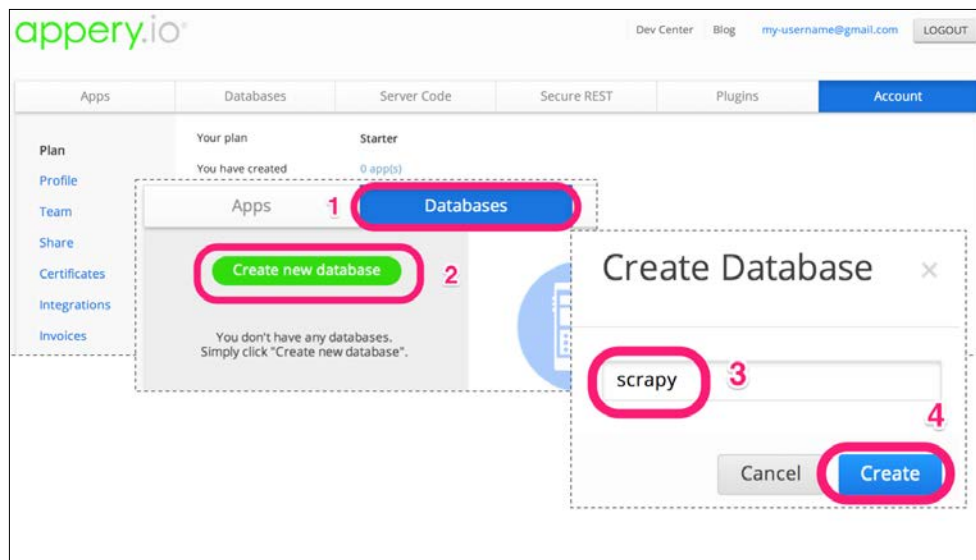 appery.io
Dev Center Blog my-username@gmail.com LOGOUT
Apps Databases Server Code Secure REST Plugins Account
Plan
Profile
Team
Share
Certificates
Integrations
Invoices
Your plan Starter
You have created 0 app(s)
Apps 1 Databases
Create new database 2
You don't have any databases.
Simply click "Create new database".
Create Database ×
scrapy 3
4
Cancel Create